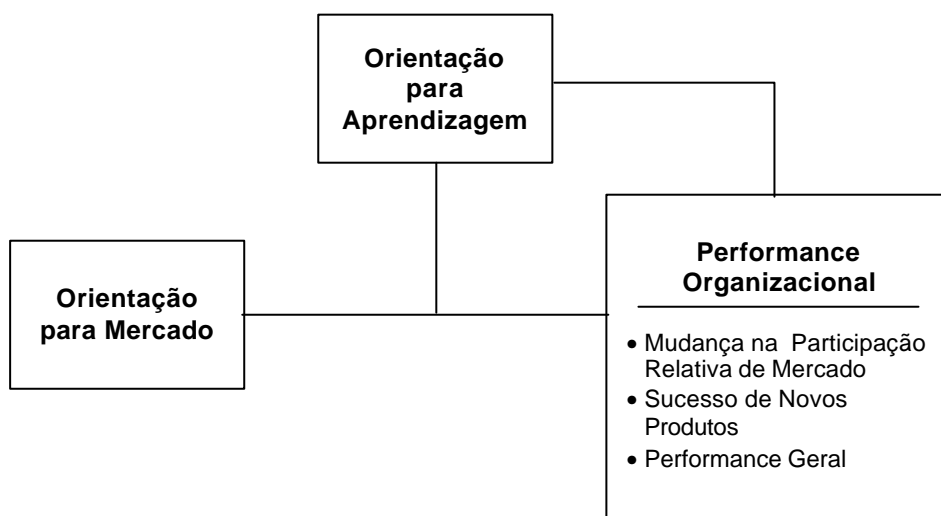 Orientação
para
Aprendizagem
Orientação
para Mercado
Performance
Organizacional
• Mudança na Participação
Relativa de Mercado
• Sucesso de Novos
Produtos
• Performance Geral